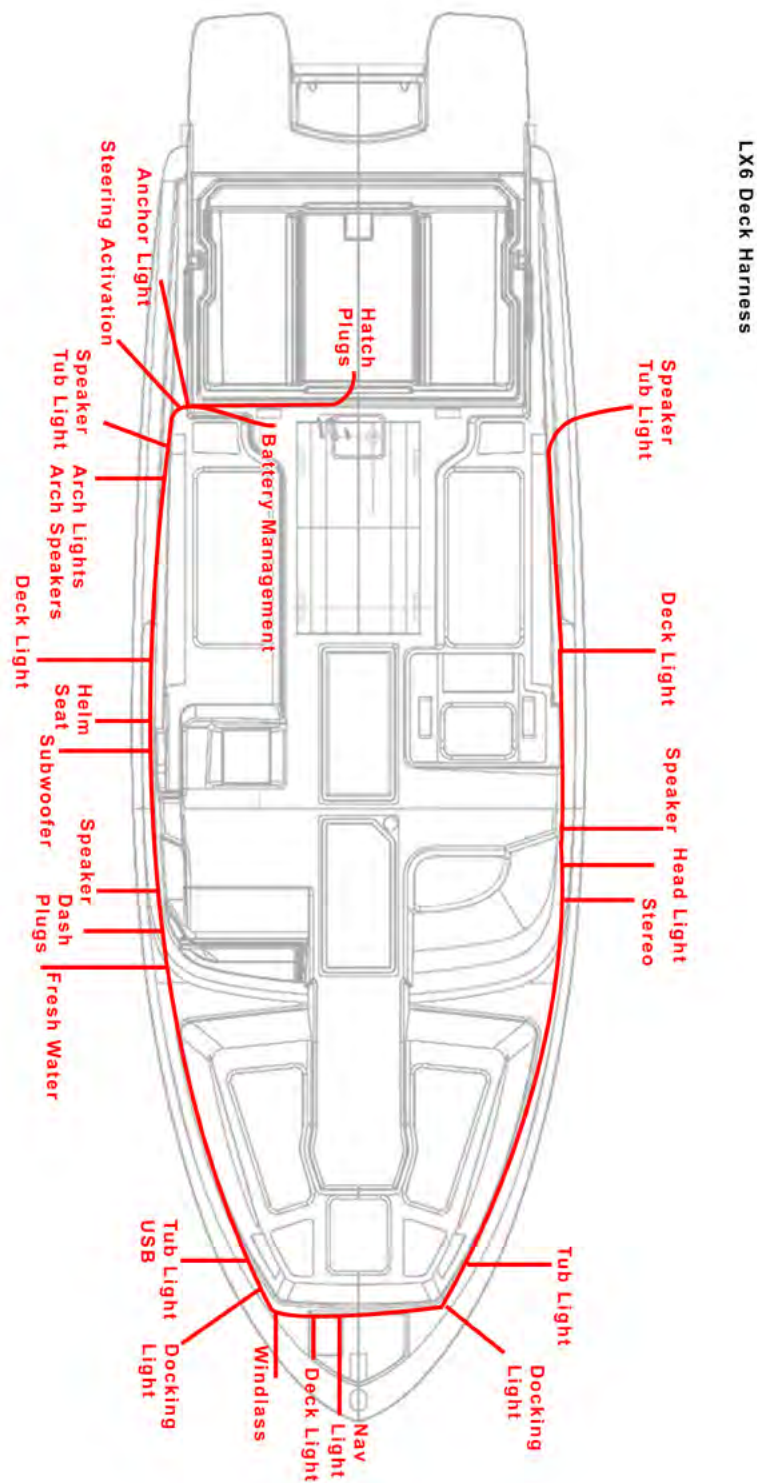 LX6 Deck Harness
Speaker
Tub Light
Deck Light
Speaker
Head Light
Stereo
Tub Light
Docking
Light
Hatch
Plugs
Battery Management
Nav
Light
Deck Light
Windlass
Anchor Light
Steering Activation
Speaker
Tub Light
Arch Lights
Arch Speakers
Deck Light
Helm
Seat
Subwoofer
Speaker
Dash
Plugs
Fresh Water
Tub Light
USB
Docking
Light